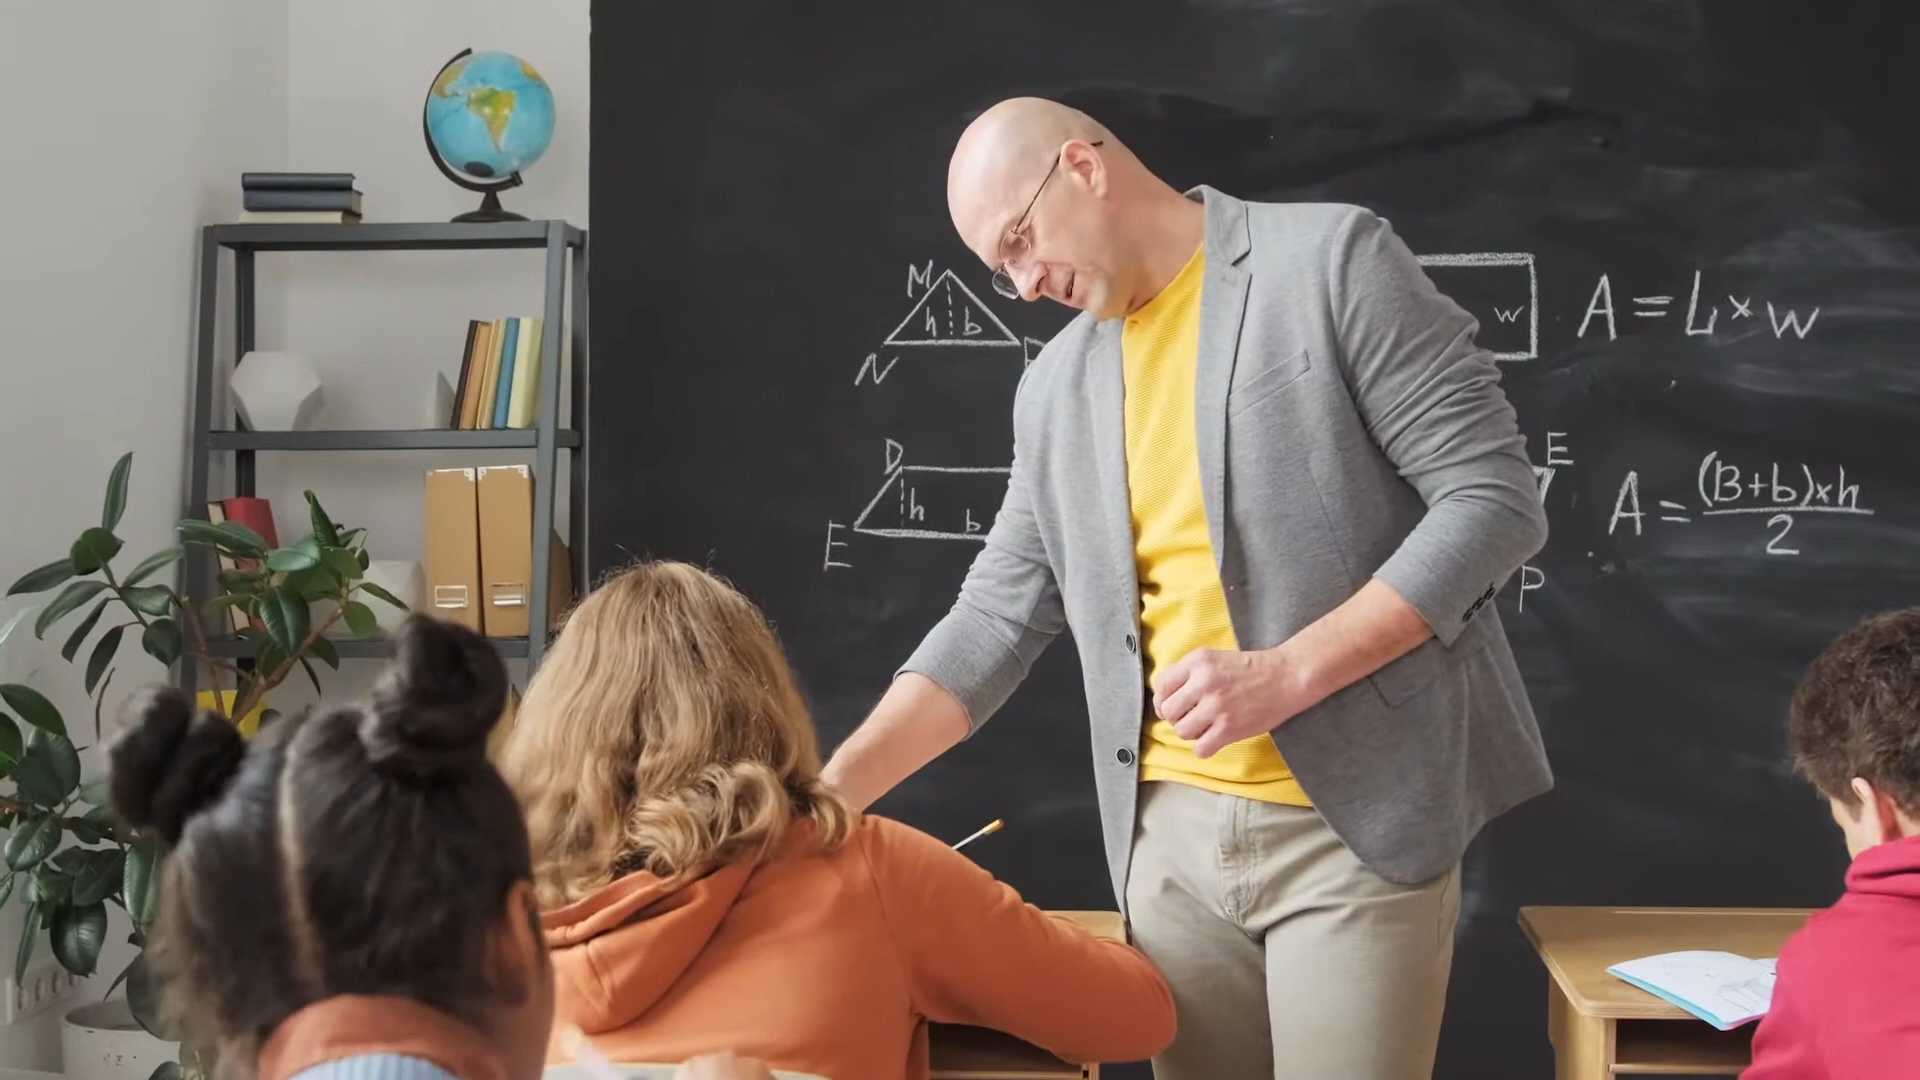 M
h b
N
w
A = L × w
D
h b
E
E
A = (B+b)×h / 2
P